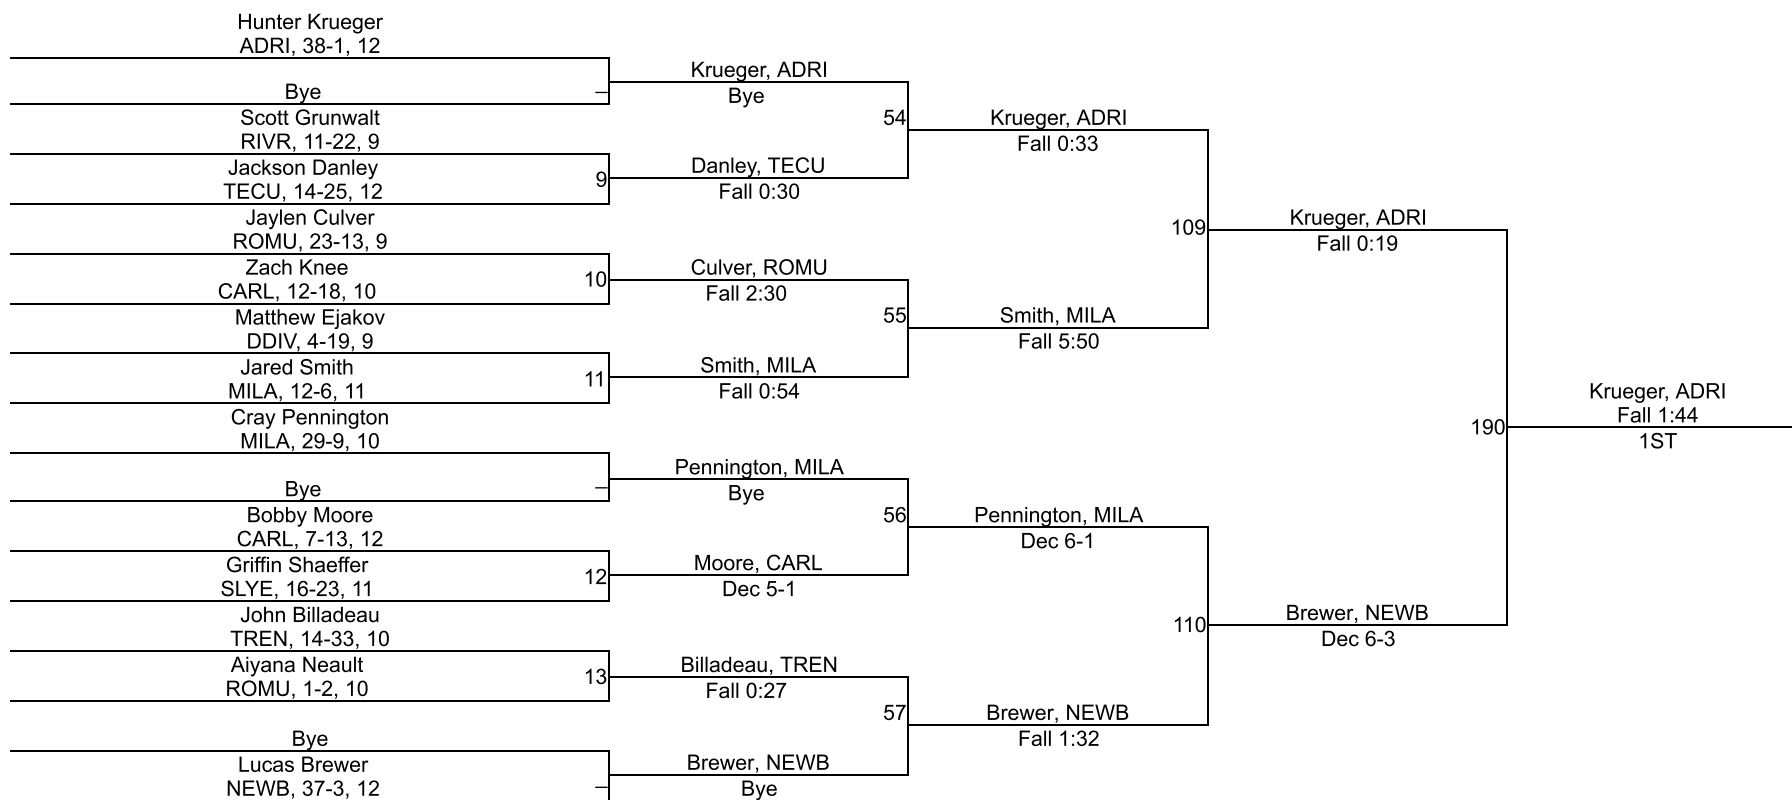 Hunter Krueger
ADRI, 38-1, 12
Bye
Scott Grunwalt
RIVR, 11-22, 9
Jackson Danley
TECU, 14-25, 12
Jaylen Culver
ROMU, 23-13, 9
Zach Knee
CARL, 12-18, 10
Matthew Ejakov
DDIV, 4-19, 9
Jared Smith
MILA, 12-6, 11
Cray Pennington
MILA, 29-9, 10
Bye
Bobby Moore
CARL, 7-13, 12
Griffin Shaeffer
SLYE, 16-23, 11
John Billadeau
TREN, 14-33, 10
Aiyana Neault
ROMU, 1-2, 10
Bye
Lucas Brewer
NEWB, 37-3, 12
–
9
10
11
–
12
13
–
Krueger, ADRI
Bye
Danley, TECU
Fall 0:30
Culver, ROMU
Fall 2:30
Smith, MILA
Fall 0:54
Pennington, MILA
Bye
Moore, CARL
Dec 5-1
Billadeau, TREN
Fall 0:27
Brewer, NEWB
Bye
54
55
56
57
Krueger, ADRI
Fall 0:33
Smith, MILA
Fall 5:50
Pennington, MILA
Dec 6-1
Brewer, NEWB
Fall 1:32
109
110
Krueger, ADRI
Fall 0:19
Brewer, NEWB
Dec 6-3
190
Krueger, ADRI
Fall 1:44
1ST